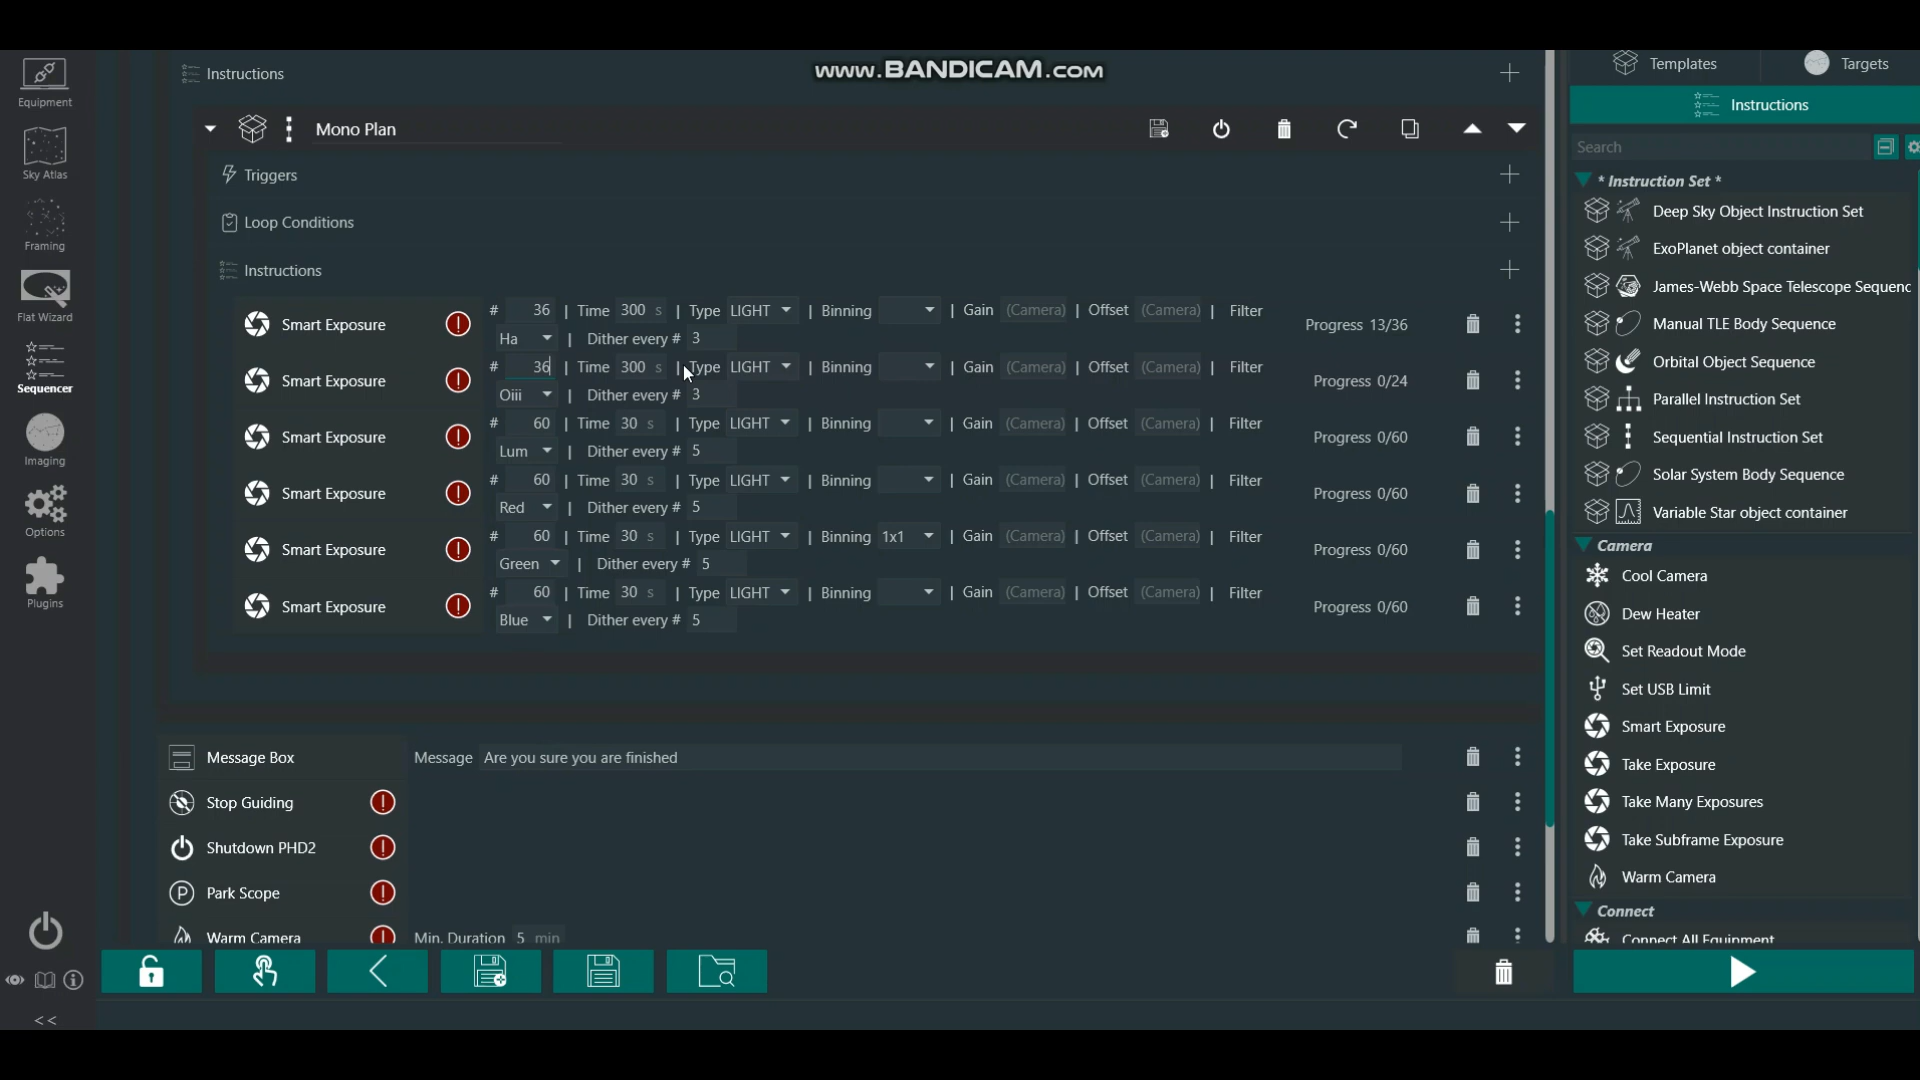 www.BANDICAM.com
Equipment
Sky Atlas
Framing
Flat Wizard
Sequencer
Imaging
Options
Plugins
<<
Instructions
Mono Plan
Triggers
Loop Conditions
Instructions
Smart Exposure # 36 | Time 300 s | Type LIGHT | Binning | Gain (Camera) | Offset (Camera) | Filter
Ha | Dither every # 3
Progress 13/36
Smart Exposure # 36 | Time 300 s | Type LIGHT | Binning | Gain (Camera) | Offset (Camera) | Filter
Oiii | Dither every # 3
Progress 0/24
Smart Exposure # 60 | Time 30 s | Type LIGHT | Binning | Gain (Camera) | Offset (Camera) | Filter
Lum | Dither every # 5
Progress 0/60
Smart Exposure # 60 | Time 30 s | Type LIGHT | Binning | Gain (Camera) | Offset (Camera) | Filter
Red | Dither every # 5
Progress 0/60
Smart Exposure # 60 | Time 30 s | Type LIGHT | Binning 1x1 | Gain (Camera) | Offset (Camera) | Filter
Green | Dither every # 5
Progress 0/60
Smart Exposure # 60 | Time 30 s | Type LIGHT | Binning | Gain (Camera) | Offset (Camera) | Filter
Blue | Dither every # 5
Progress 0/60
Message Box Message Are you sure you are finished
Stop Guiding
Shutdown PHD2
Park Scope
Warm Camera Min. Duration 5 min
Templates Targets
Instructions
Search
* Instruction Set *
Deep Sky Object Instruction Set
ExoPlanet object container
James-Webb Space Telescope Sequenc
Manual TLE Body Sequence
Orbital Object Sequence
Parallel Instruction Set
Sequential Instruction Set
Solar System Body Sequence
Variable Star object container
Camera
Cool Camera
Dew Heater
Set Readout Mode
Set USB Limit
Smart Exposure
Take Exposure
Take Many Exposures
Take Subframe Exposure
Warm Camera
Connect
Connect All Equipment